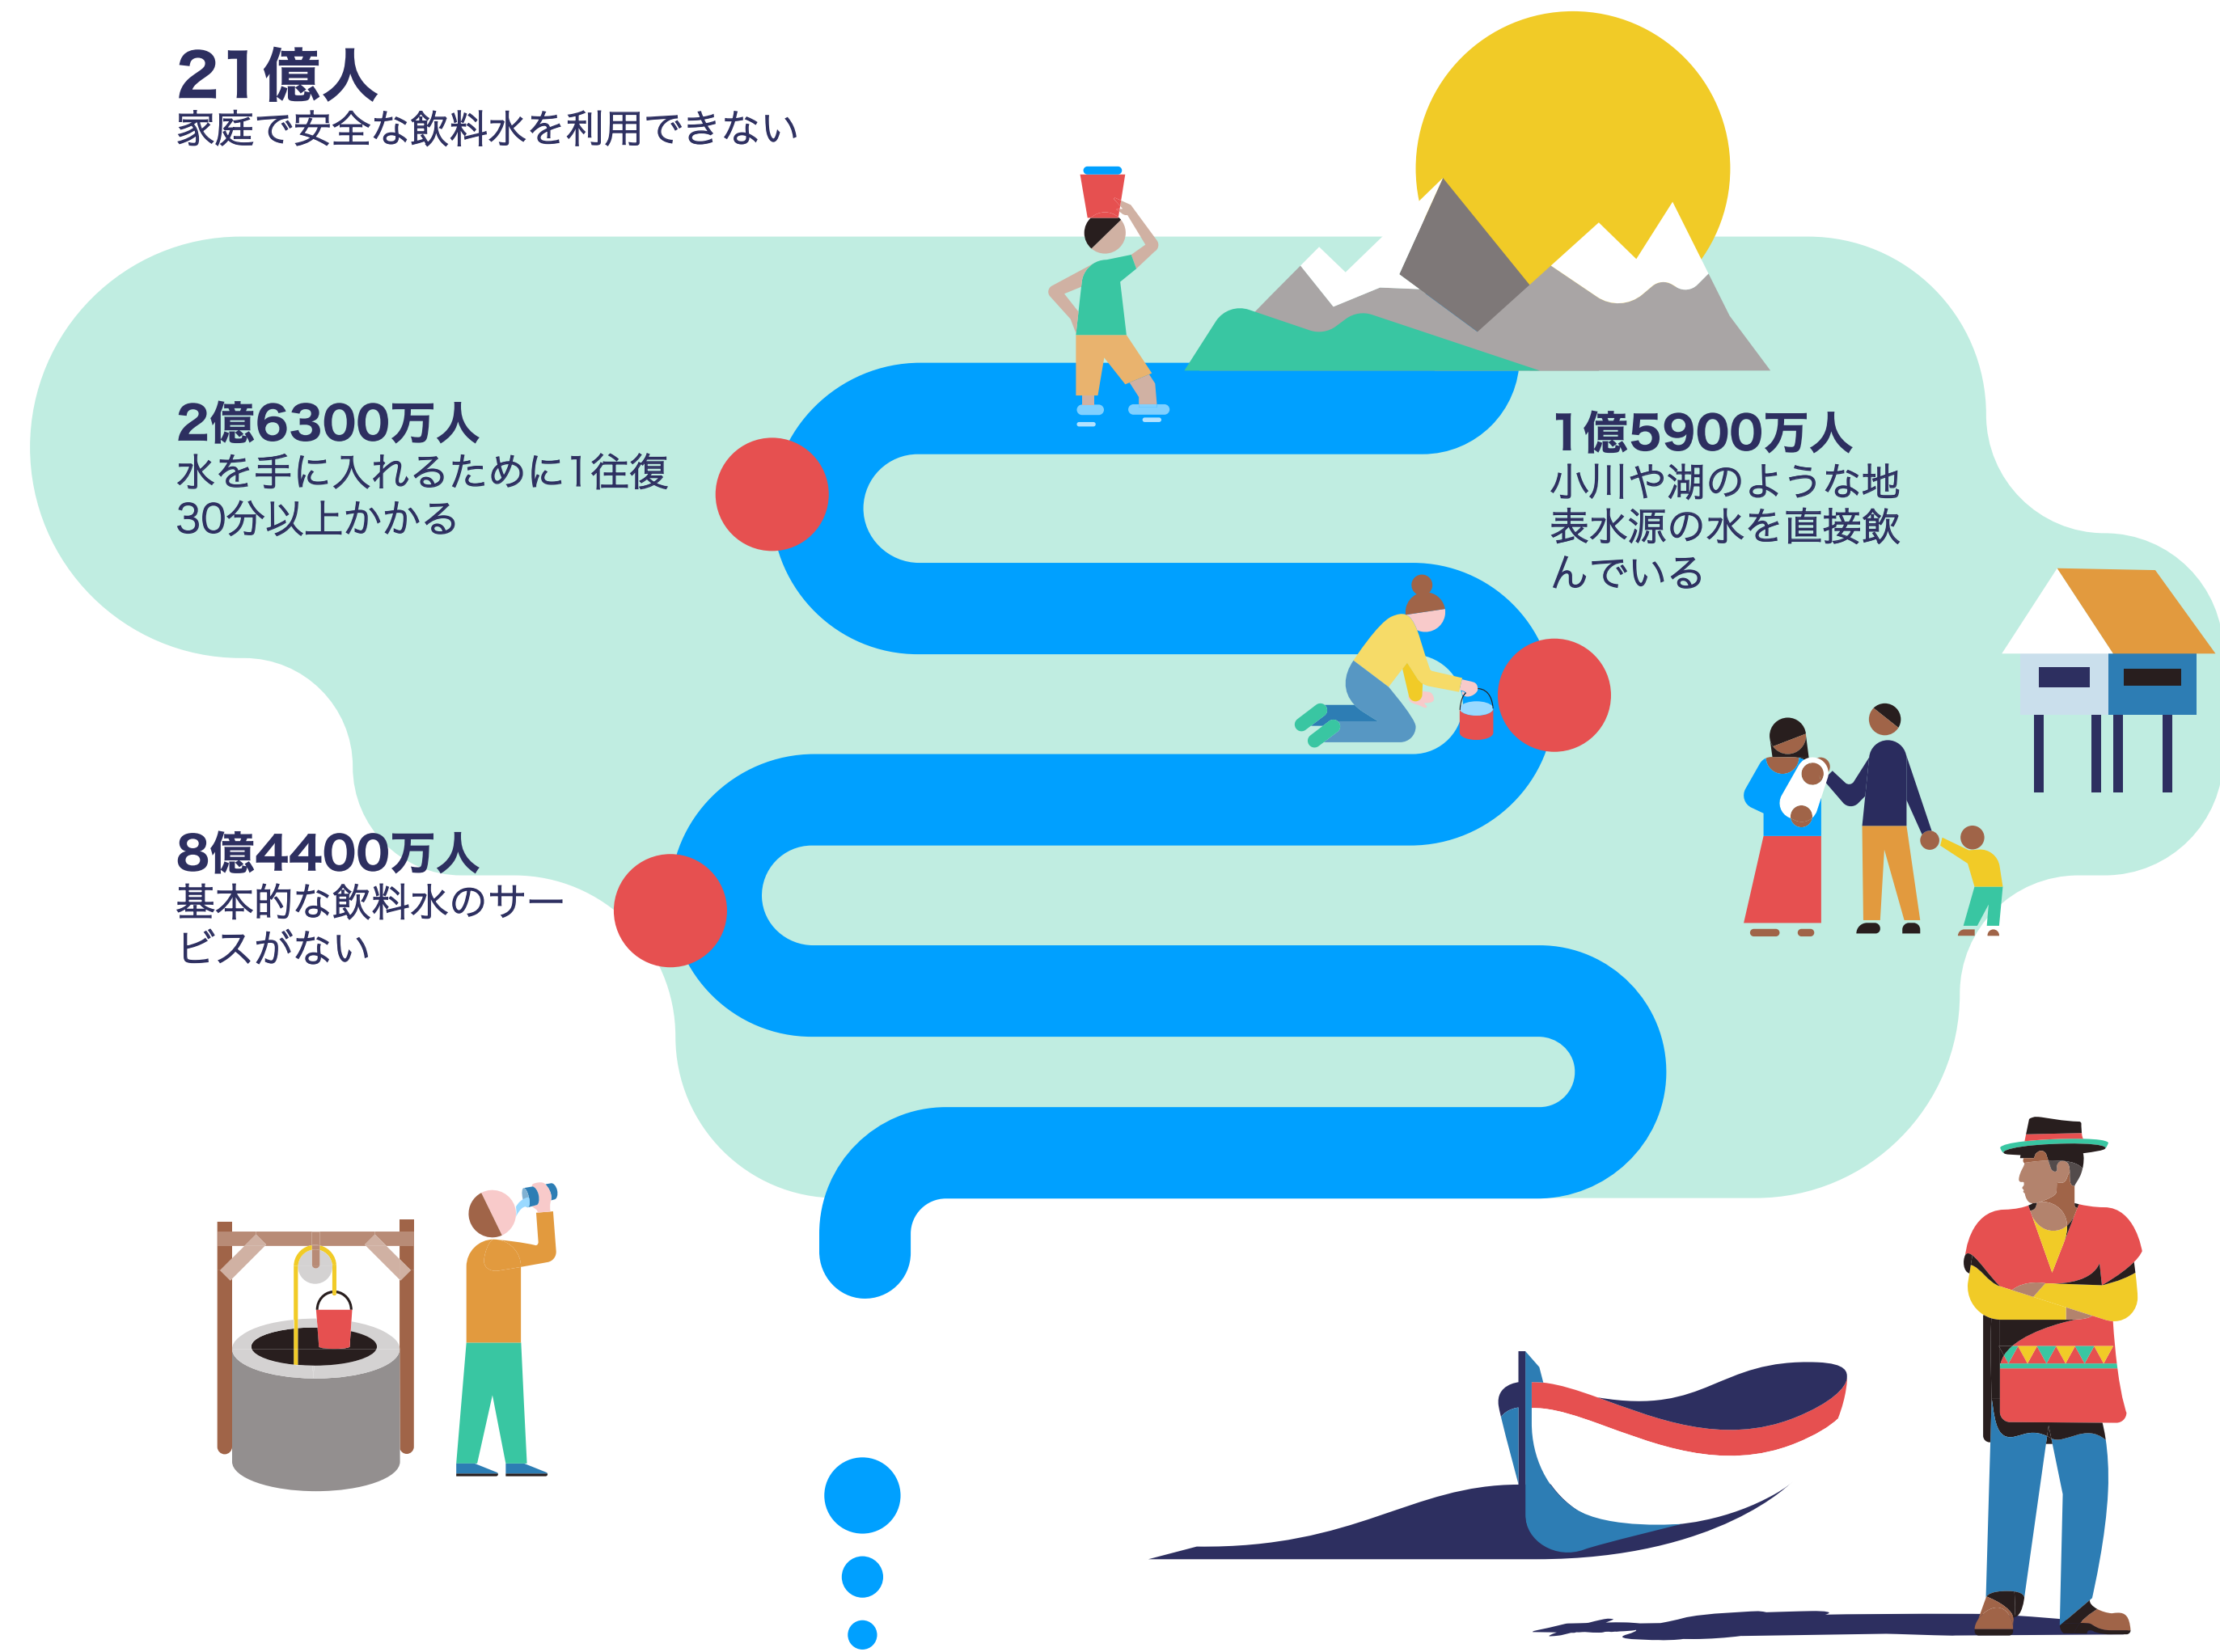 21億人
家庭で安全な飲料水を利用できない
2億6300万人
水を手に入れるために1往復
30分以上かかる
1億5900万人
小川や湖のような地
表水源の水を直接飲
んでいる
8億4400万人
基本的な飲料水のサー
ビスがない